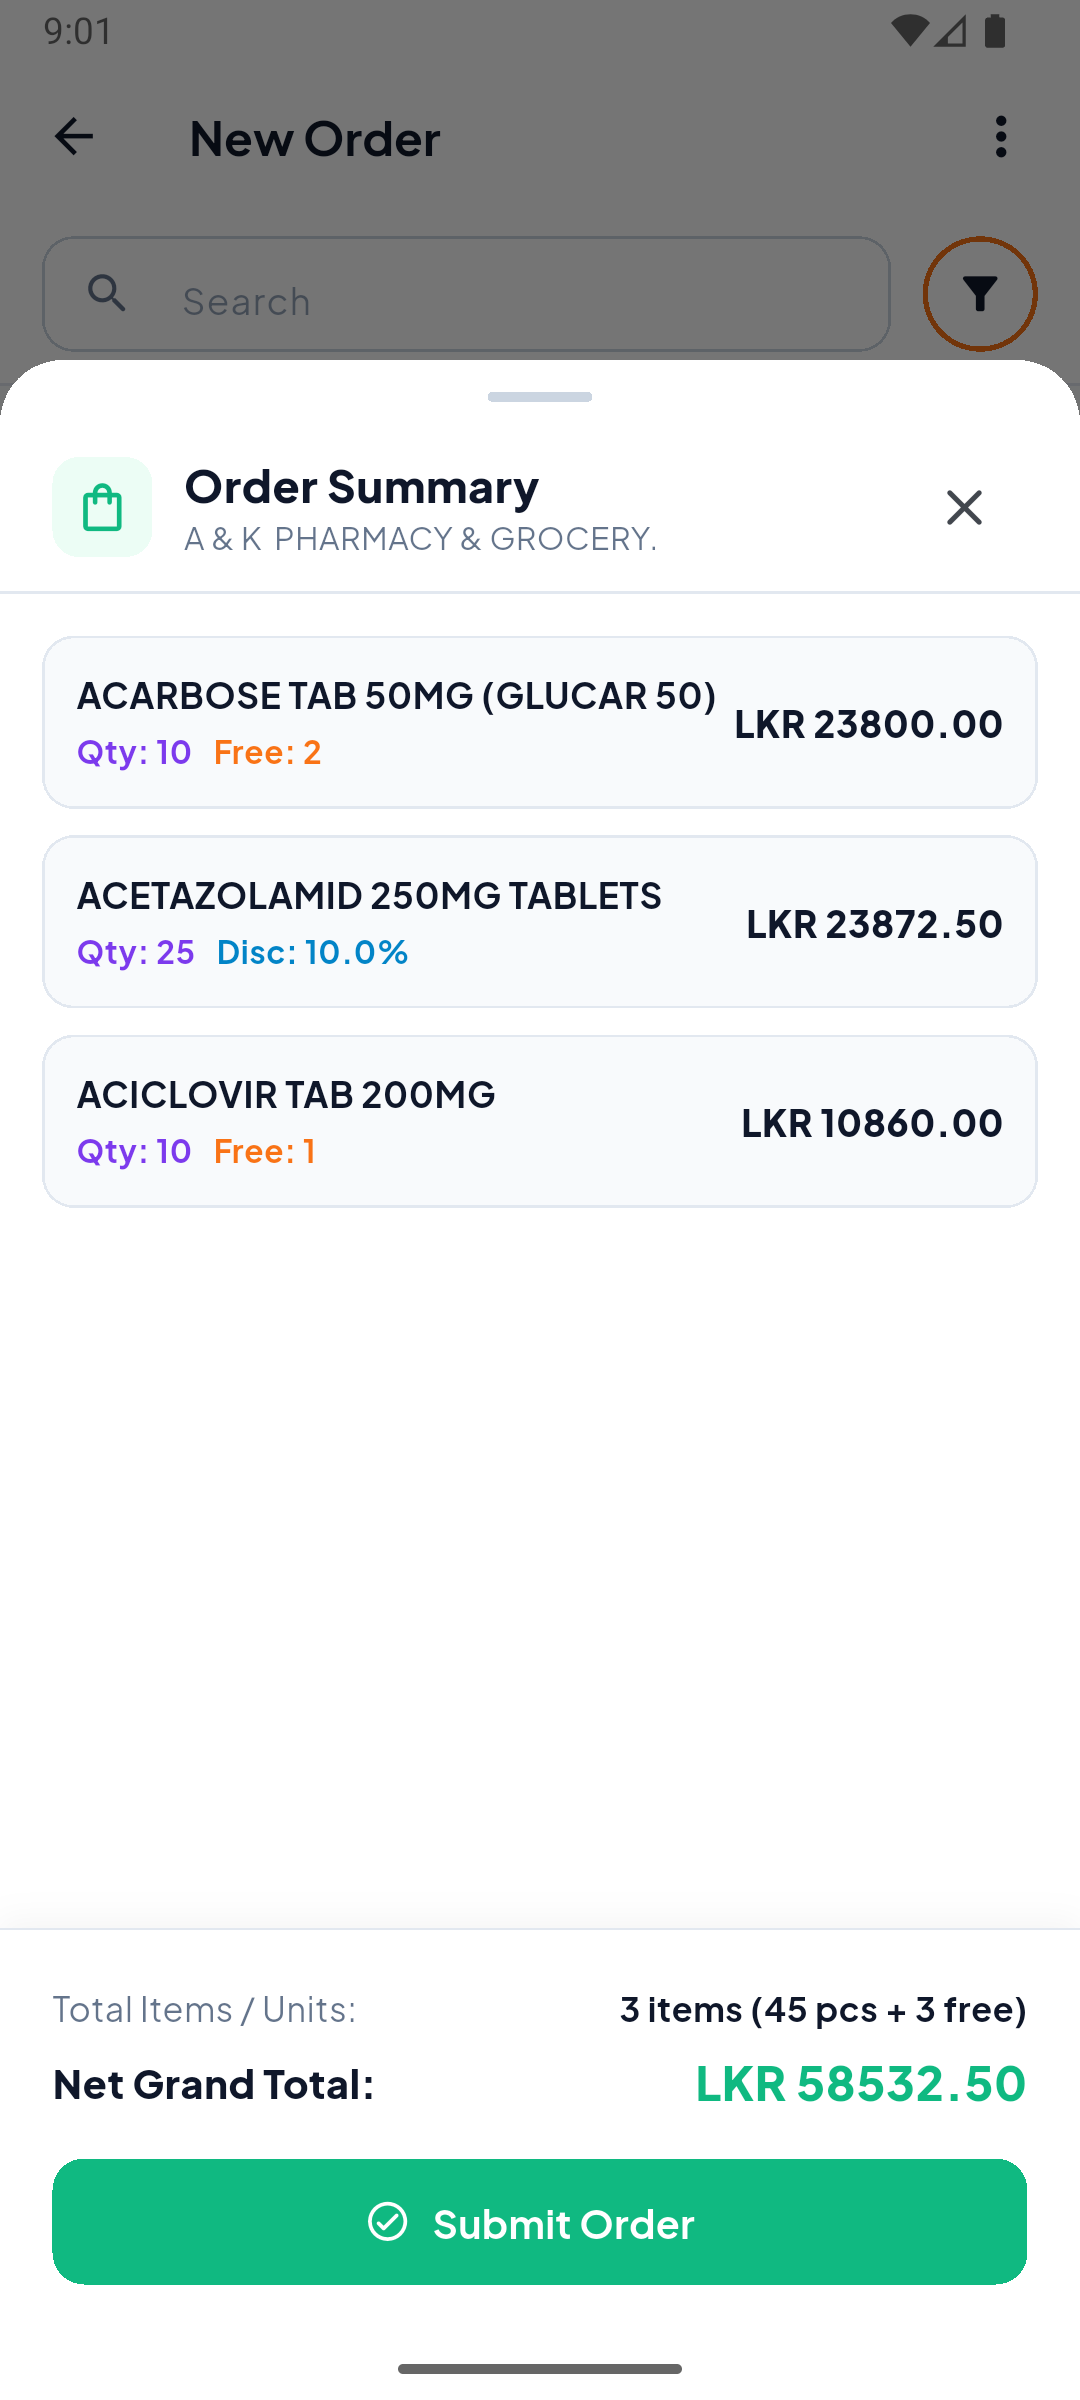 9:01
New Order
Search
Order Summary
A & K  PHARMACY & GROCERY.
ACARBOSE TAB 50MG (GLUCAR 50)
LKR 23800.00
Qty: 10 Free: 2
ACETAZOLAMID 250MG TABLETS
LKR 23872.50
Qty: 25 Disc: 10.0%
ACICLOVIR TAB 200MG
LKR 10860.00
Qty: 10 Free: 1
Total Items / Units: 3 items (45 pcs + 3 free)
Net Grand Total: LKR 58532.50
Submit Order